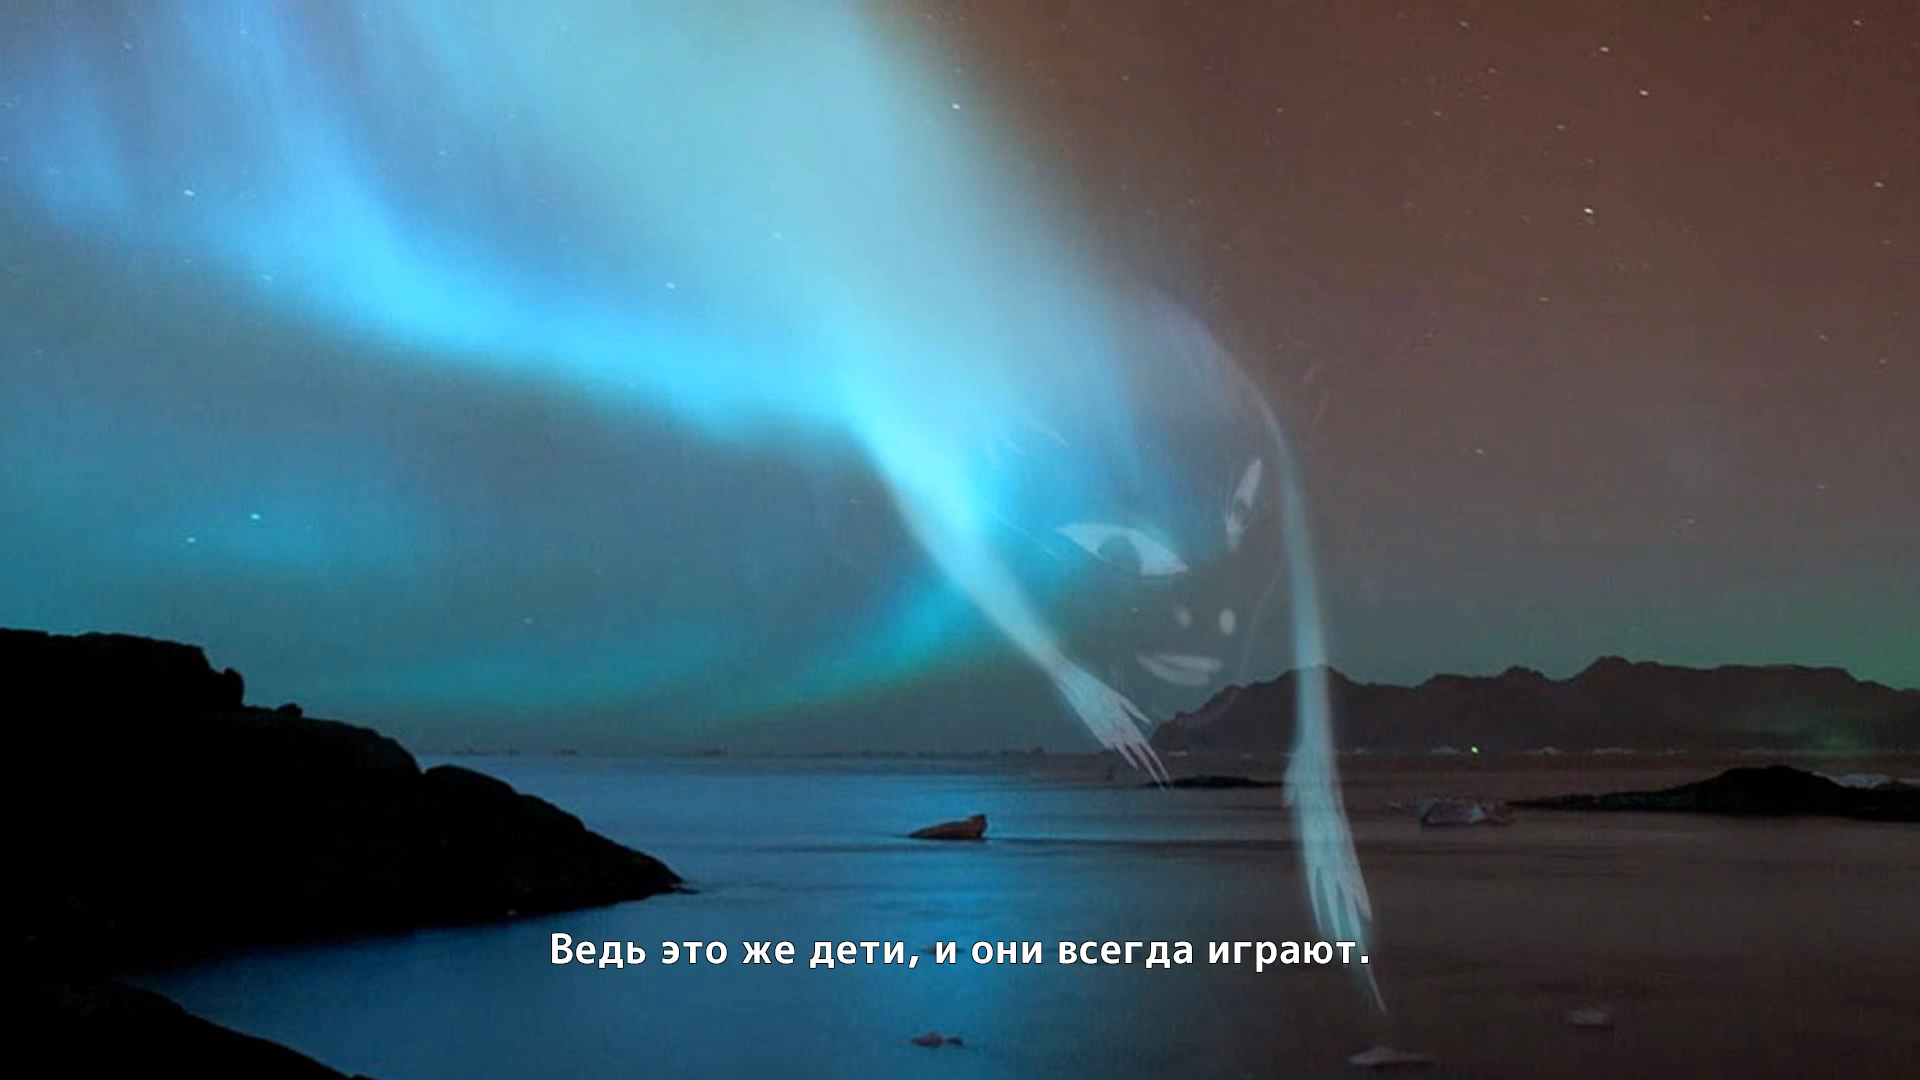 Ведь это же дети, и они всегда играют.